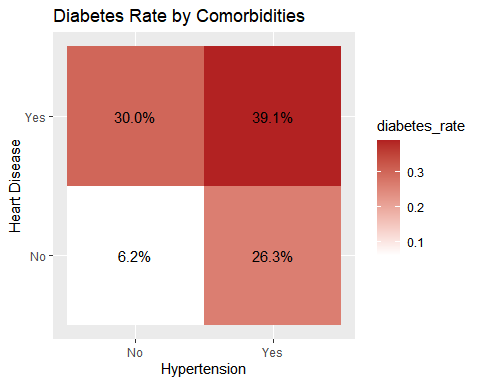 Diabetes Rate by Comorbidities
Heart Disease
Yes
No
30.0%
39.1%
6.2%
26.3%
No
Yes
Hypertension
diabetes_rate
0.3
0.2
0.1